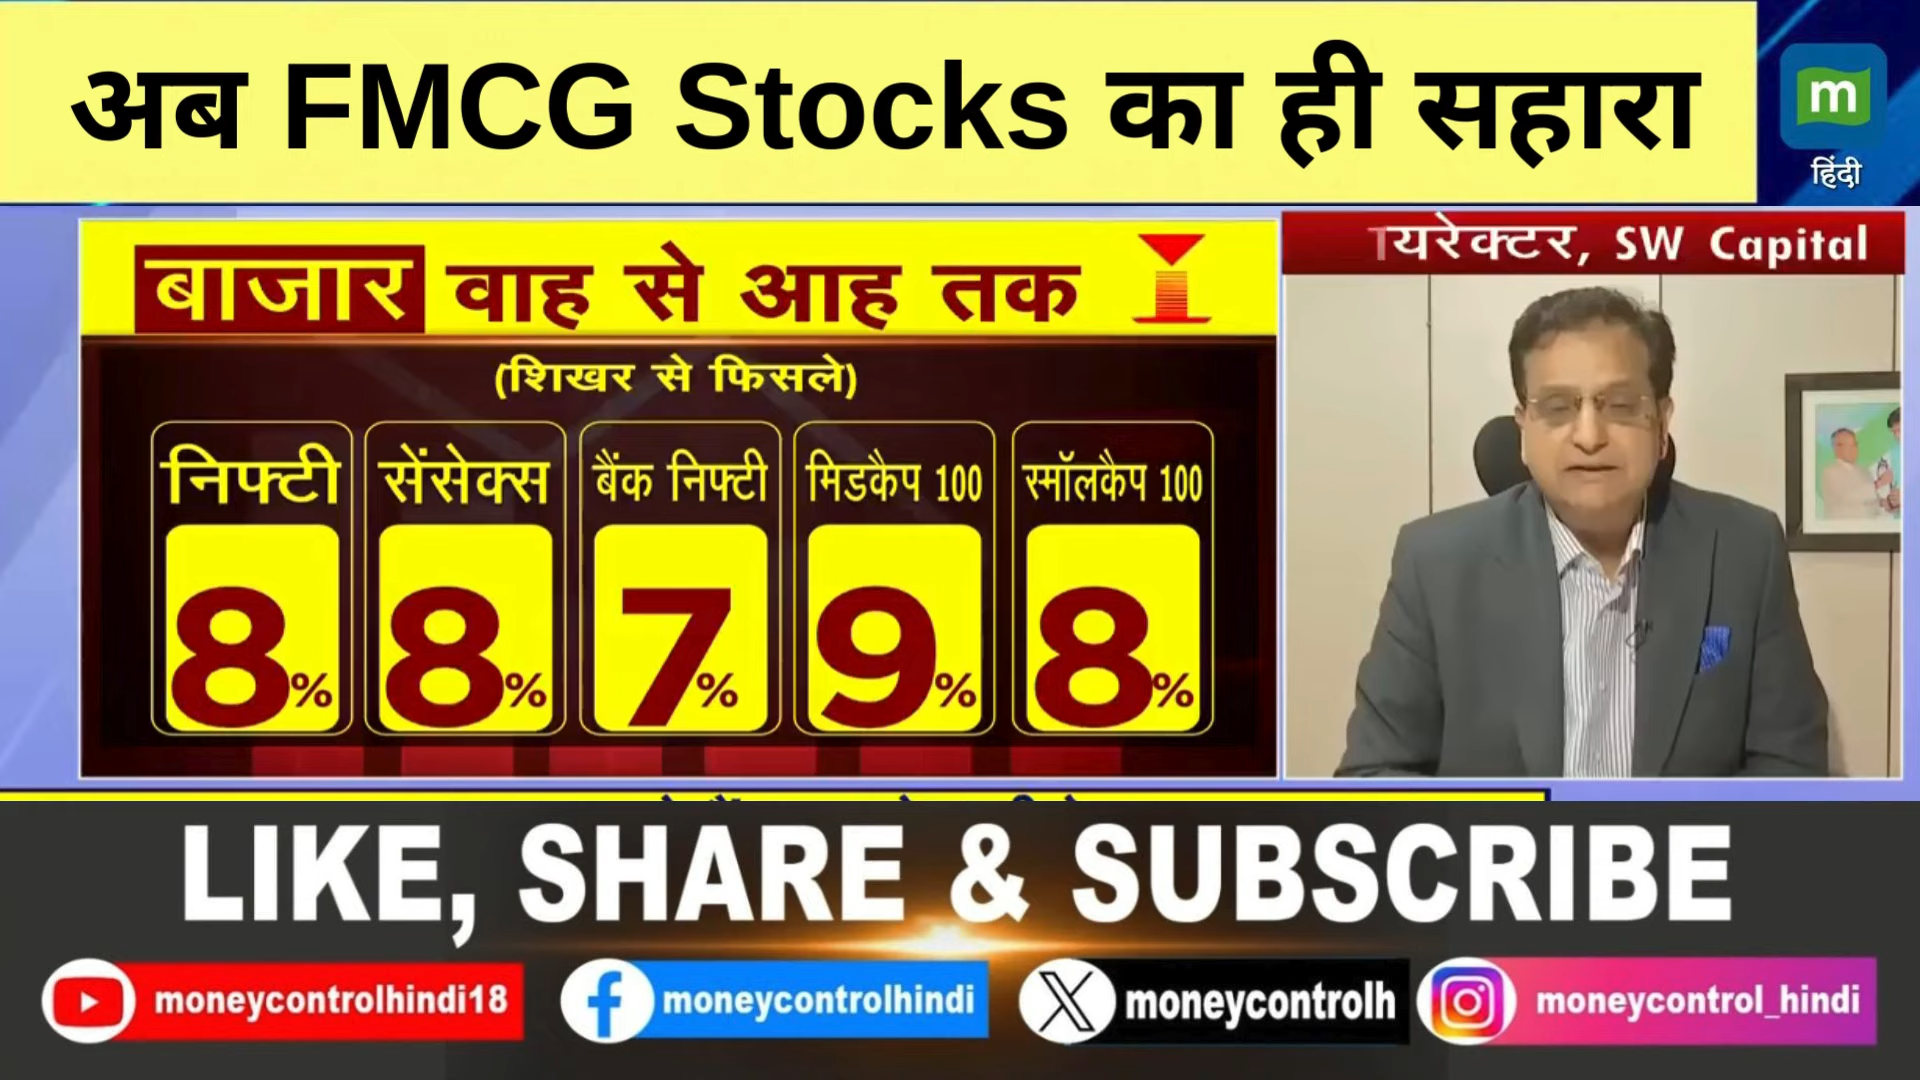 अब FMCG Stocks का ही सहारा
m
हिंदी
बाजार वाह से आह तक
यरेक्टर, SW Capital
(शिखर से फिसले)
निफ्टी सेंसेक्स बैंक निफ्टी मिडकैप 100 स्मॉलकैप 100
8% 8% 7% 9% 8%
LIKE, SHARE & SUBSCRIBE
moneycontrolhindi18 moneycontrolhindi moneycontrolh moneycontrol_hindi